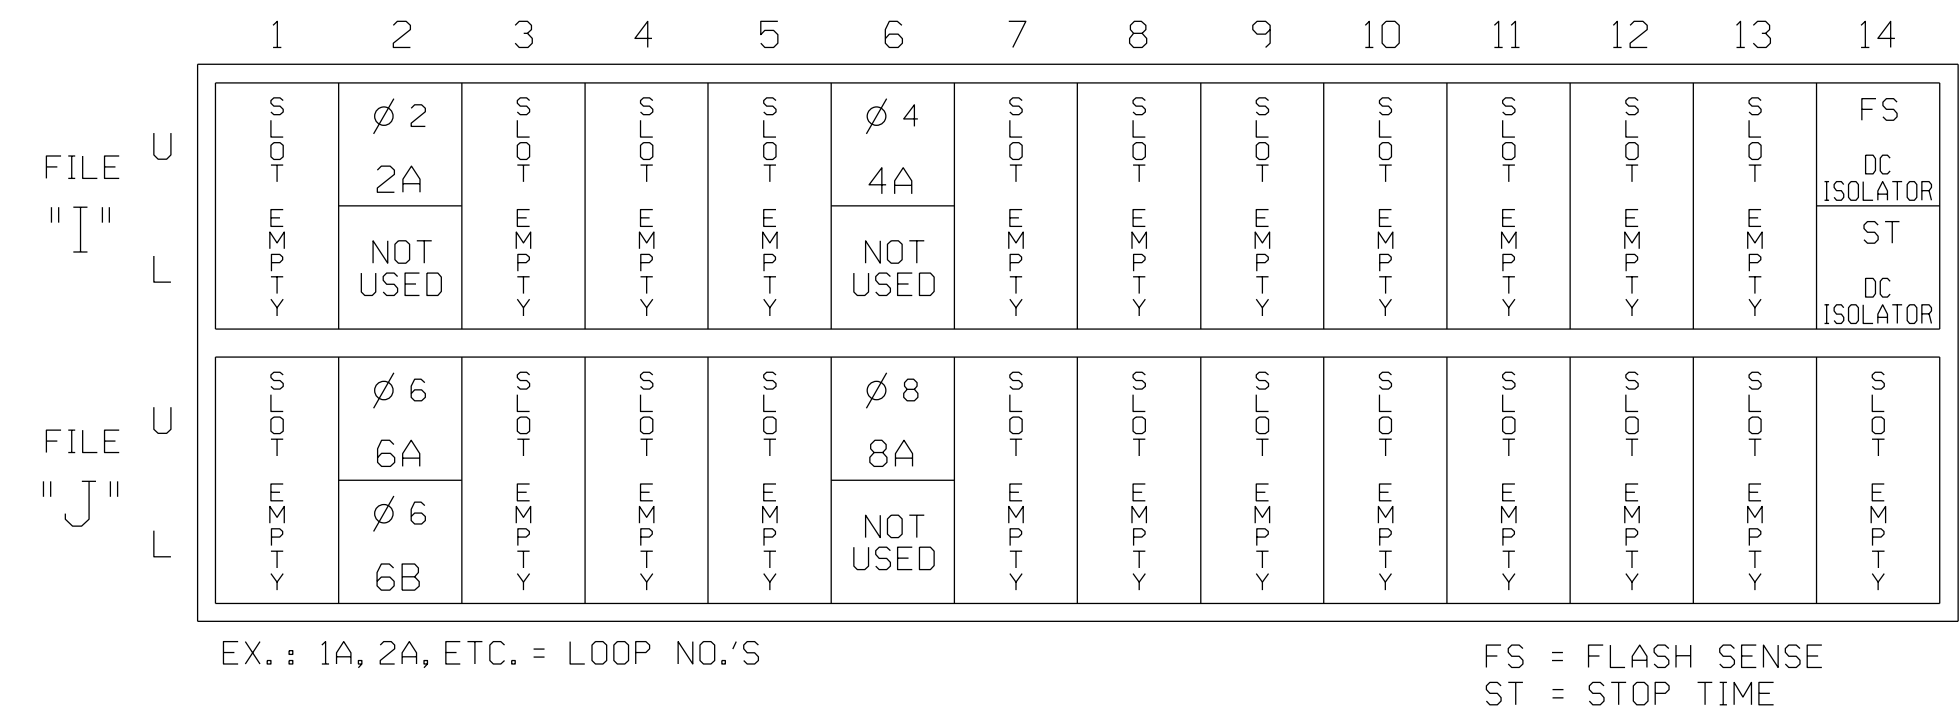 1 2 3 4 5 6 7 8 9 10 11 12 13 14
FILE "I"
U
L
SLOT EMPTY
Ø 2
2A
NOT USED
SLOT EMPTY
SLOT EMPTY
SLOT EMPTY
Ø 4
4A
NOT USED
SLOT EMPTY
SLOT EMPTY
SLOT EMPTY
SLOT EMPTY
SLOT EMPTY
SLOT EMPTY
SLOT EMPTY
FS
DC
ISOLATOR
ST
DC
ISOLATOR
FILE "J"
U
L
SLOT EMPTY
Ø 6
6A
Ø 6
6B
SLOT EMPTY
SLOT EMPTY
SLOT EMPTY
Ø 8
8A
NOT USED
SLOT EMPTY
SLOT EMPTY
SLOT EMPTY
SLOT EMPTY
SLOT EMPTY
SLOT EMPTY
SLOT EMPTY
SLOT EMPTY
EX.: 1A, 2A, ETC. = LOOP NO.'S
FS = FLASH SENSE
ST = STOP TIME